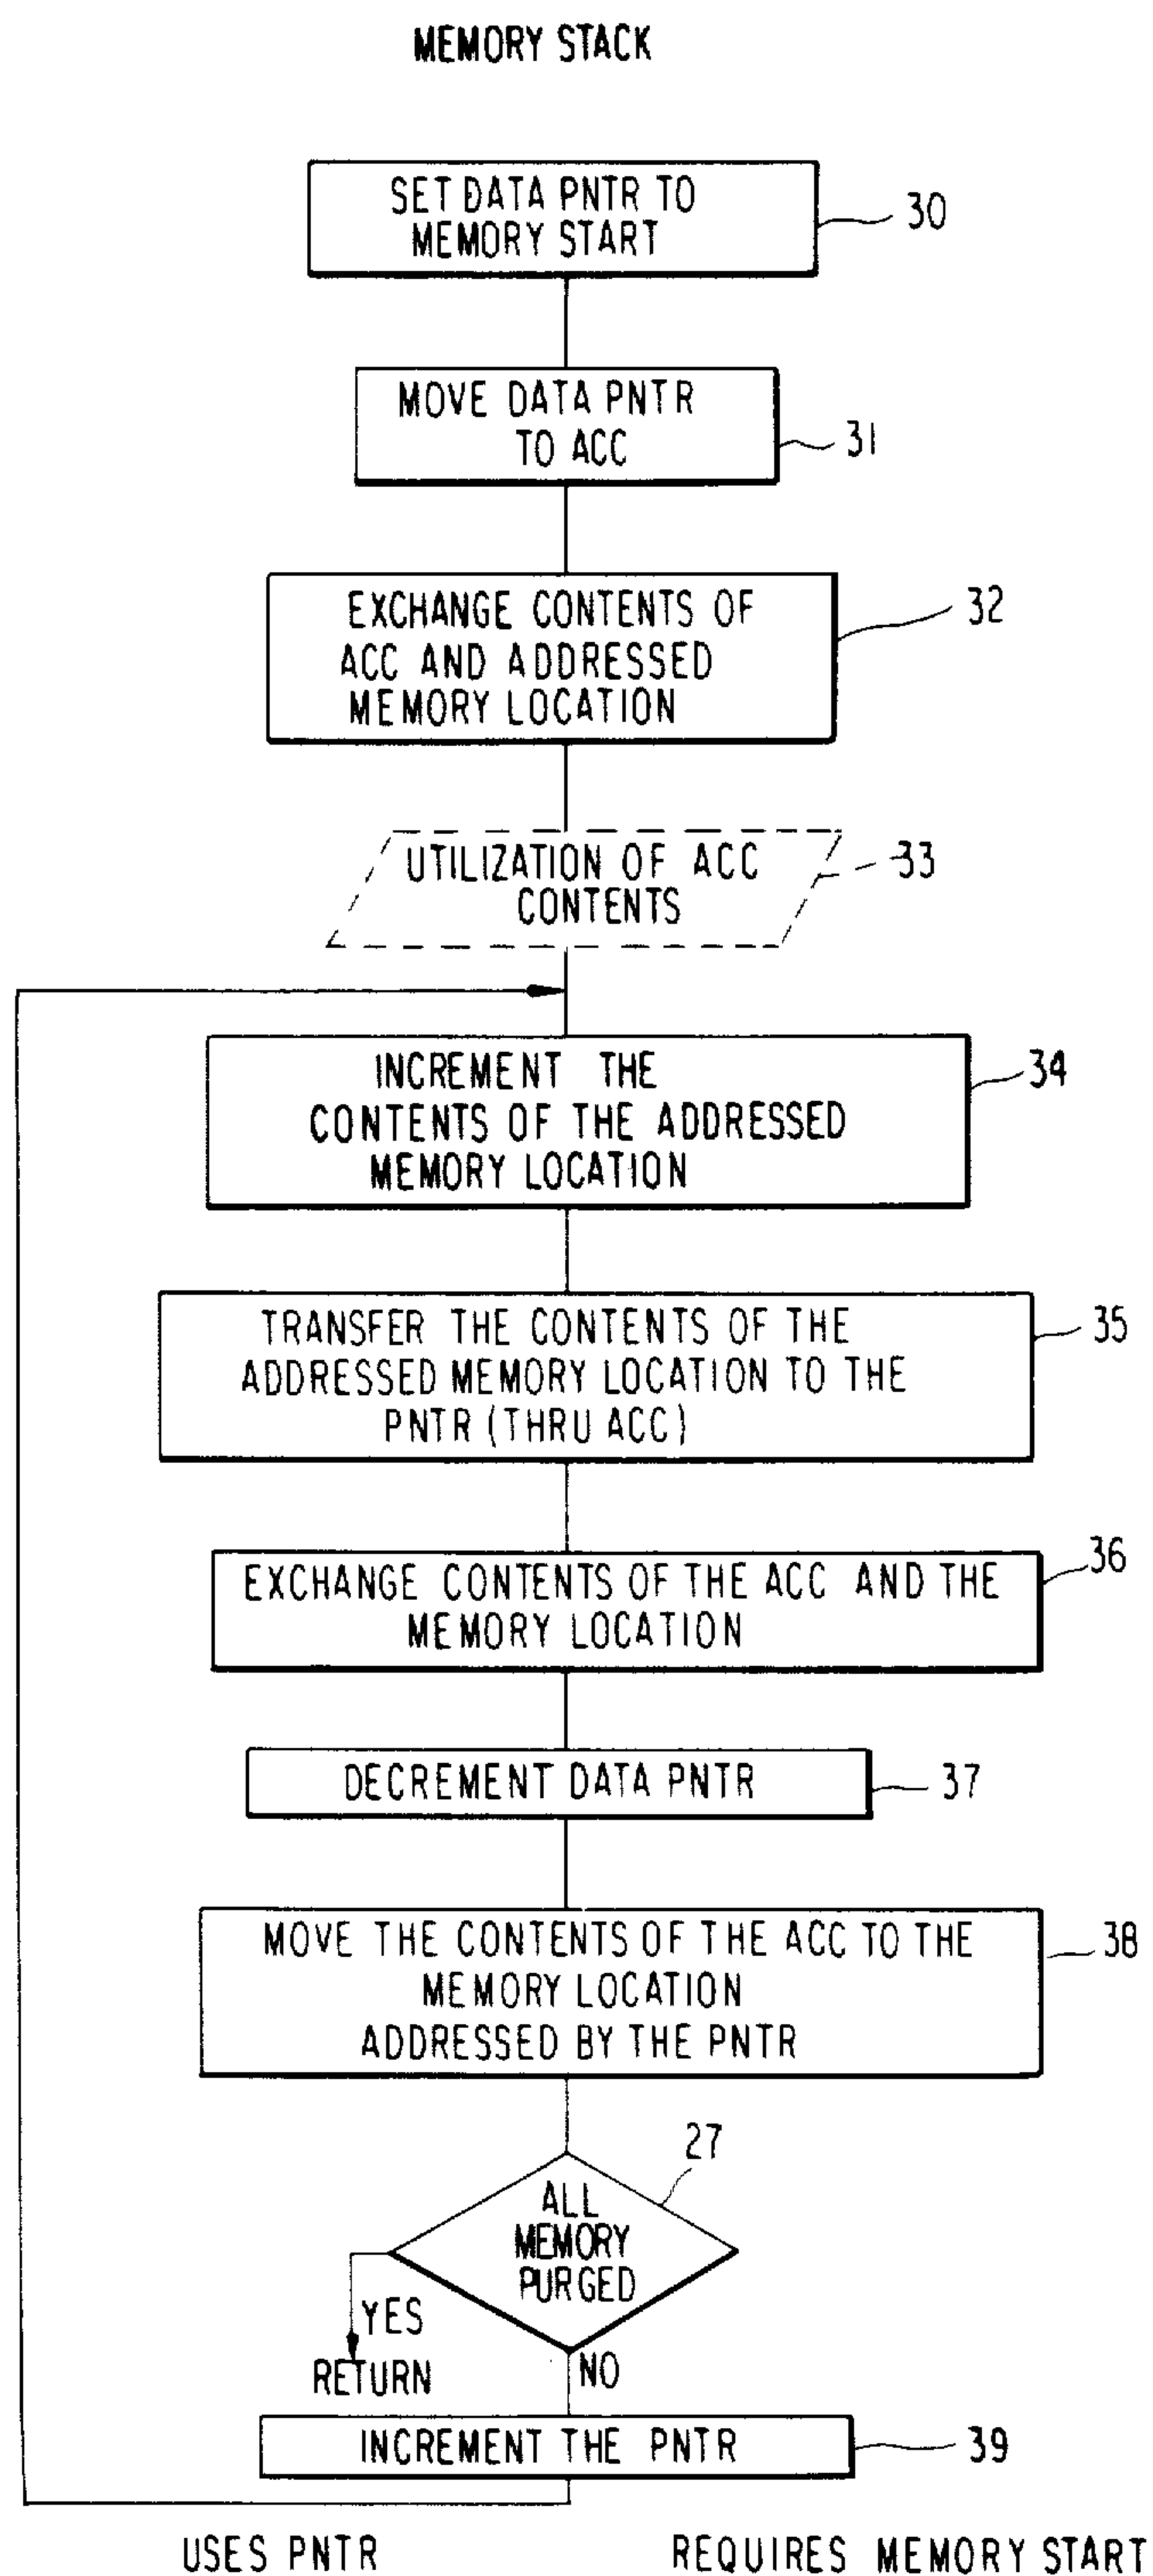 MEMORY STACK
SET DATA PNTR TO
MEMORY START
30
MOVE DATA PNTR
TO ACC
31
EXCHANGE CONTENTS OF
ACC AND ADDRESSED
MEMORY LOCATION
32
UTILIZATION OF ACC
CONTENTS
33
INCREMENT THE
CONTENTS OF THE ADDRESSED
MEMORY LOCATION
34
TRANSFER THE CONTENTS OF THE
ADDRESSED MEMORY LOCATION TO THE
PNTR (THRU ACC)
35
EXCHANGE CONTENTS OF THE ACC AND THE
MEMORY LOCATION
36
DECREMENT DATA PNTR
37
MOVE THE CONTENTS OF THE ACC TO THE
MEMORY LOCATION
ADDRESSED BY THE PNTR
38
27
ALL
MEMORY
PURGED
YES
RETURN
NO
INCREMENT THE PNTR
39
USES PNTR
REQUIRES MEMORY START